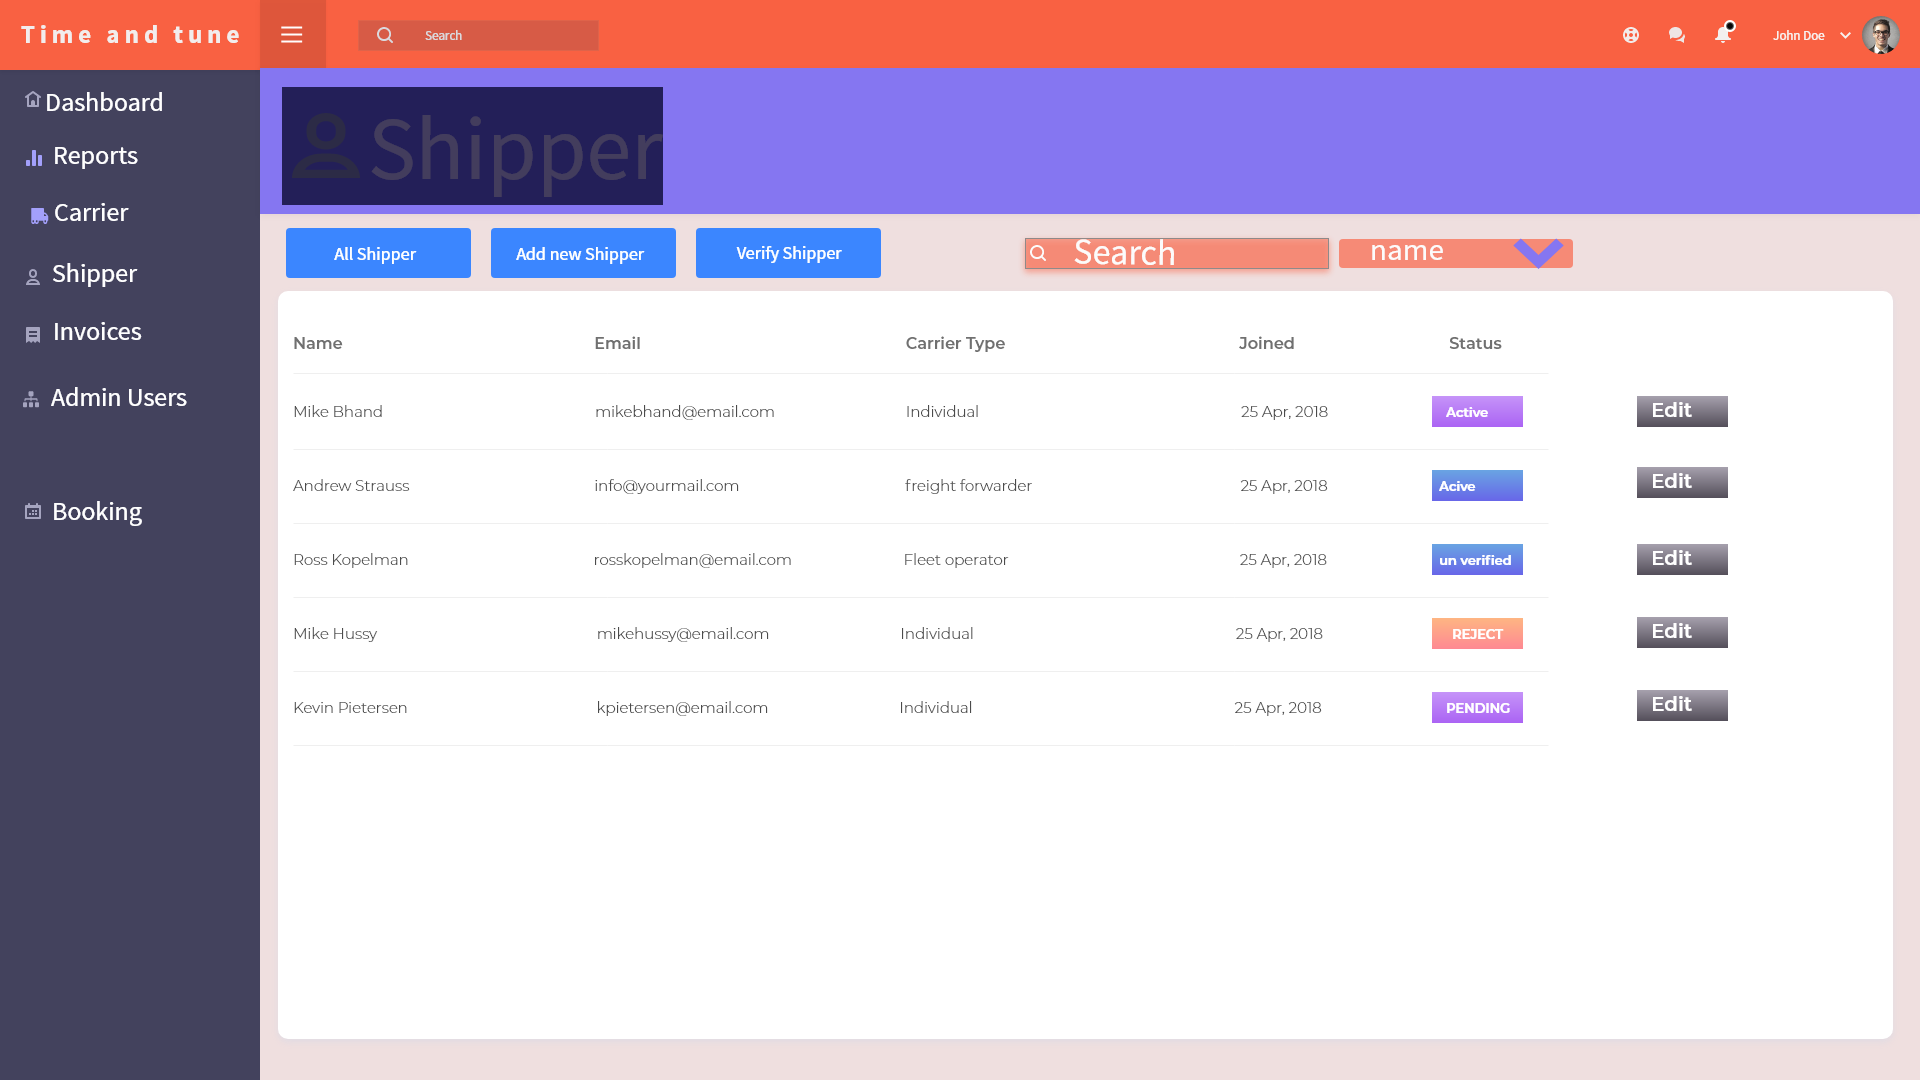 Time and tune
Search
John Doe
Dashboard
Reports
Carrier
Shipper
Invoices
Admin Users
Booking
Shipper
All Shipper Add new Shipper Verify Shipper Search name
Name Email Carrier Type Joined Status
Mike Bhand mikebhand@email.com Individual 25 Apr, 2018 Active Edit
Andrew Strauss info@yourmail.com freight forwarder 25 Apr, 2018 Acive Edit
Ross Kopelman rosskopelman@email.com Fleet operator 25 Apr, 2018 un verified Edit
Mike Hussy mikehussy@email.com Individual 25 Apr, 2018 REJECT Edit
Kevin Pietersen kpietersen@email.com Individual 25 Apr, 2018 PENDING Edit